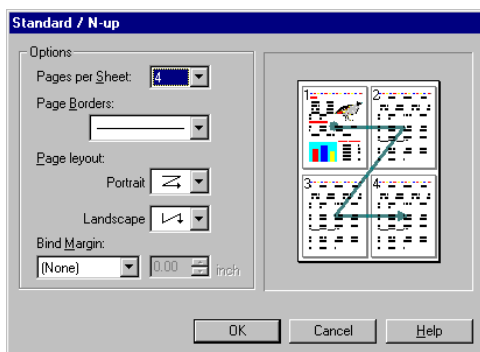 Standard / N-up
Options
Pages per Sheet: 4
Page Borders:
Page leyout:
Portrait
Landscape
Bind Margin:
(None) 0.00 inch
1 2
3 4
OK Cancel Help